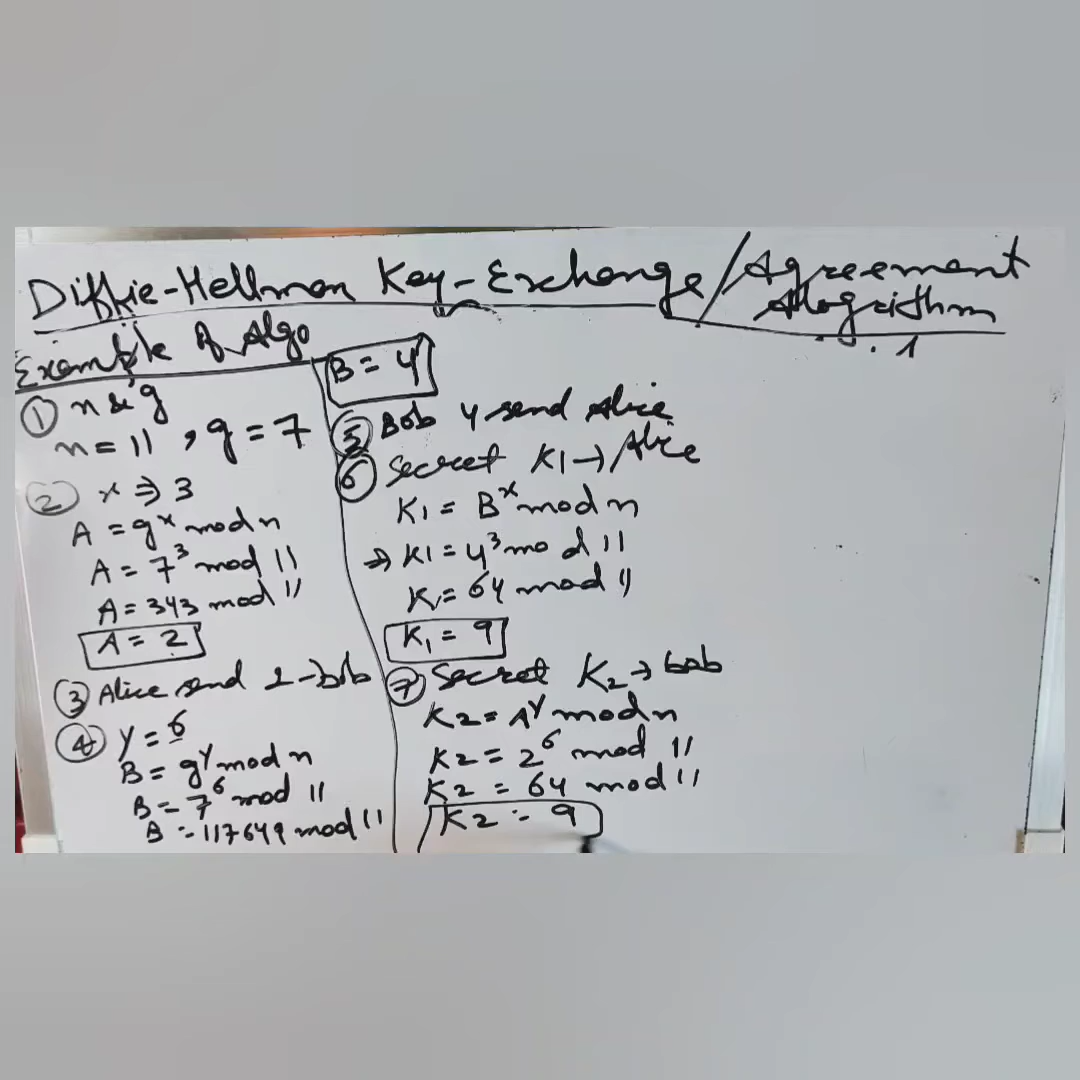 Diffie-Hellman Key-Exchange/Agreement
Alogrithm
Example of Algo
① n & g
n = 11, g = 7
② x ⇒ 3
A = g^x mod n
A = 7^3 mod 11
A = 343 mod 11
A = 2
③ Alice send 2→bob
④ Y = 6
B = g^Y mod n
B = 7^6 mod 11
B = 117649 mod 11
B = 4
⑤ Bob 4 send Alice
⑥ Secret K1 → Alice
K1 = B^x mod n
⇒ K1 = 4^3 mod 11
K1 = 64 mod 11
K1 = 9
⑦ Secret K2 → bob
K2 = A^Y mod n
K2 = 2^6 mod 11
K2 = 64 mod 11
K2 = 9